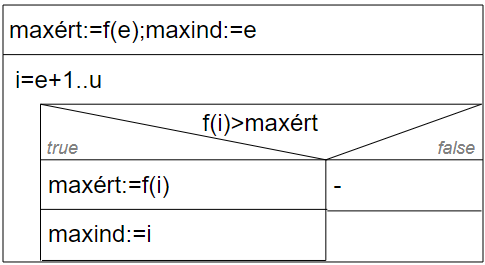 maxért:=f(e);maxind:=e
i=e+1..u
f(i)>maxért
true
false
maxért:=f(i)
-
maxind:=i